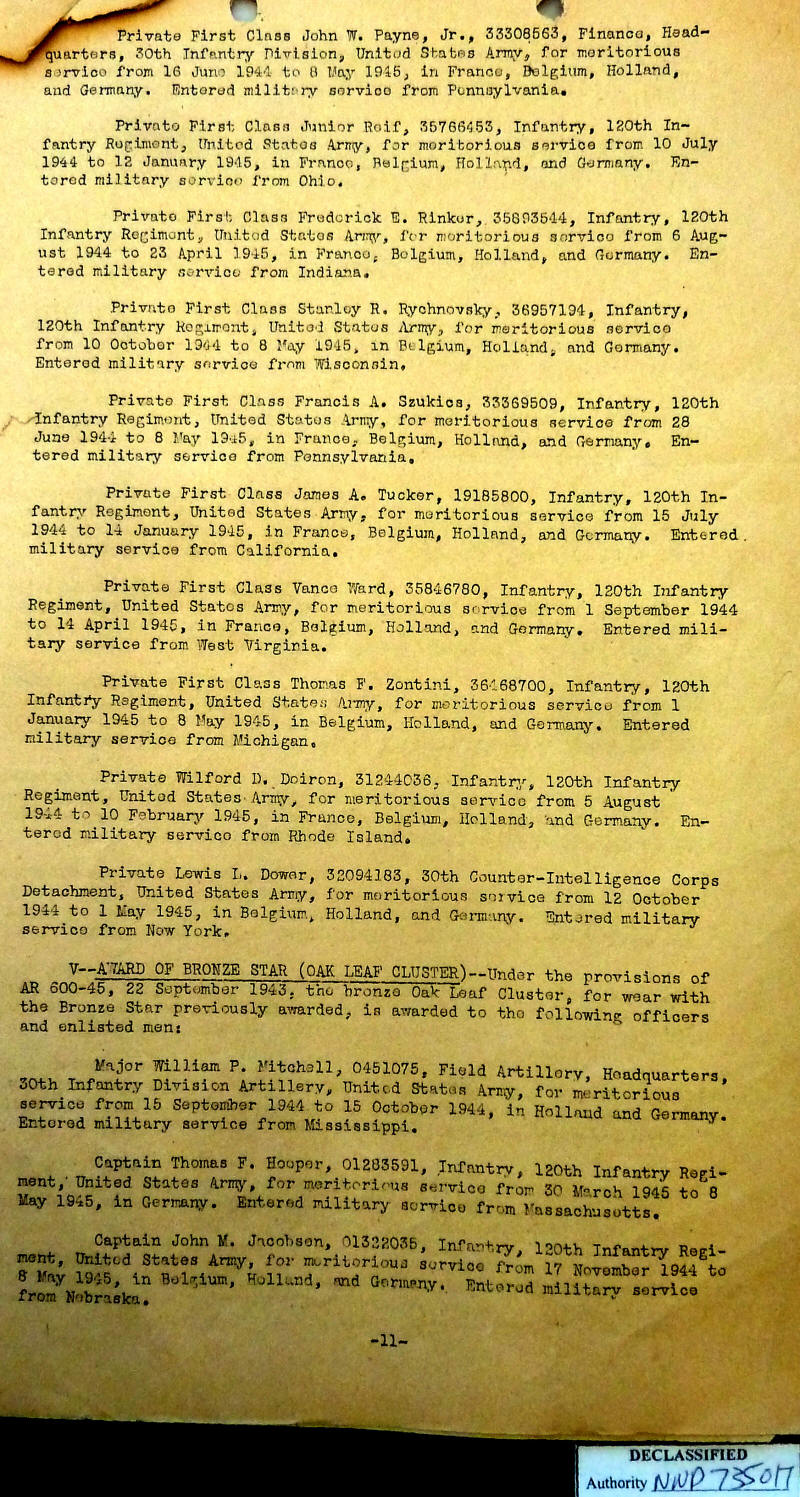 Private First Class John W. Payne, Jr., 33308563, Finance, Head-
quarters, 30th Infantry Division, United States Army, for meritorious
service from 16 June 1944 to 8 May 1945, in France, Belgium, Holland,
and Germany. Entered military service from Pennsylvania.
Private First Class Junior Reif, 35766453, Infantry, 120th In-
fantry Regiment, United States Army, for meritorious service from 10 July
1944 to 12 January 1945, in France, Belgium, Holland, and Germany. En-
tered military service from Ohio.
Private First Class Frederick E. Rinker, 35893544, Infantry, 120th
Infantry Regiment, United States Army, for meritorious service from 6 Aug-
ust 1944 to 23 April 1945, in France, Belgium, Holland, and Germany. En-
tered military service from Indiana.
Private First Class Stanley R. Rychnovsky, 36957194, Infantry,
120th Infantry Regiment, United States Army, for meritorious service
from 10 October 1944 to 8 May 1945, in Belgium, Holland, and Germany.
Entered military service from Wisconsin.
Private First Class Francis A. Szukics, 33369509, Infantry, 120th
Infantry Regiment, United States Army, for meritorious service from 28
June 1944 to 8 May 1945, in France, Belgium, Holland, and Germany. En-
tered military service from Pennsylvania.
Private First Class James A. Tucker, 19185800, Infantry, 120th In-
fantry Regiment, United States Army, for meritorious service from 15 July
1944 to 14 January 1945, in France, Belgium, Holland, and Germany. Entered
military service from California.
Private First Class Vance Ward, 35846780, Infantry, 120th Infantry
Regiment, United States Army, for meritorious service from 1 September 1944
to 14 April 1945, in France, Belgium, Holland, and Germany. Entered mili-
tary service from West Virginia.
Private First Class Thomas F. Zontini, 36468700, Infantry, 120th
Infantry Regiment, United States Army, for meritorious service from 1
January 1945 to 8 May 1945, in Belgium, Holland, and Germany. Entered
military service from Michigan.
Private Wilford D. Doiron, 31244036, Infantry, 120th Infantry
Regiment, United States Army, for meritorious service from 5 August
1944 to 10 February 1945, in France, Belgium, Holland, and Germany. En-
tered military service from Rhode Island.
Private Lewis L. Dower, 32094183, 30th Counter-Intelligence Corps
Detachment, United States Army, for meritorious service from 12 October
1944 to 1 May 1945, in Belgium, Holland, and Germany. Entered military
service from New York.
V--AWARD OF BRONZE STAR (OAK LEAF CLUSTER)--Under the provisions of
AR 600-45, 22 September 1943, the bronze Oak Leaf Cluster, for wear with
the Bronze Star previously awarded, is awarded to the following officers
and enlisted men:
Major William P. Mitchell, 0451075, Field Artillery, Headquarters,
30th Infantry Division Artillery, United States Army, for meritorious
service from 15 September 1944 to 15 October 1944, in Holland and Germany.
Entered military service from Mississippi.
Captain Thomas F. Hooper, 01283591, Infantry, 120th Infantry Regi-
ment, United States Army, for meritorious service from 30 March 1945 to 8
May 1945, in Germany. Entered military service from Massachusetts.
Captain John M. Jacobsen, 01322035, Infantry, 120th Infantry Regi-
ment, United States Army, for meritorious service from 17 November 1944 to
8 May 1945, in Belgium, Holland, and Germany. Entered military service
from Nebraska.
-11-
DECLASSIFIED
Authority NND 735017